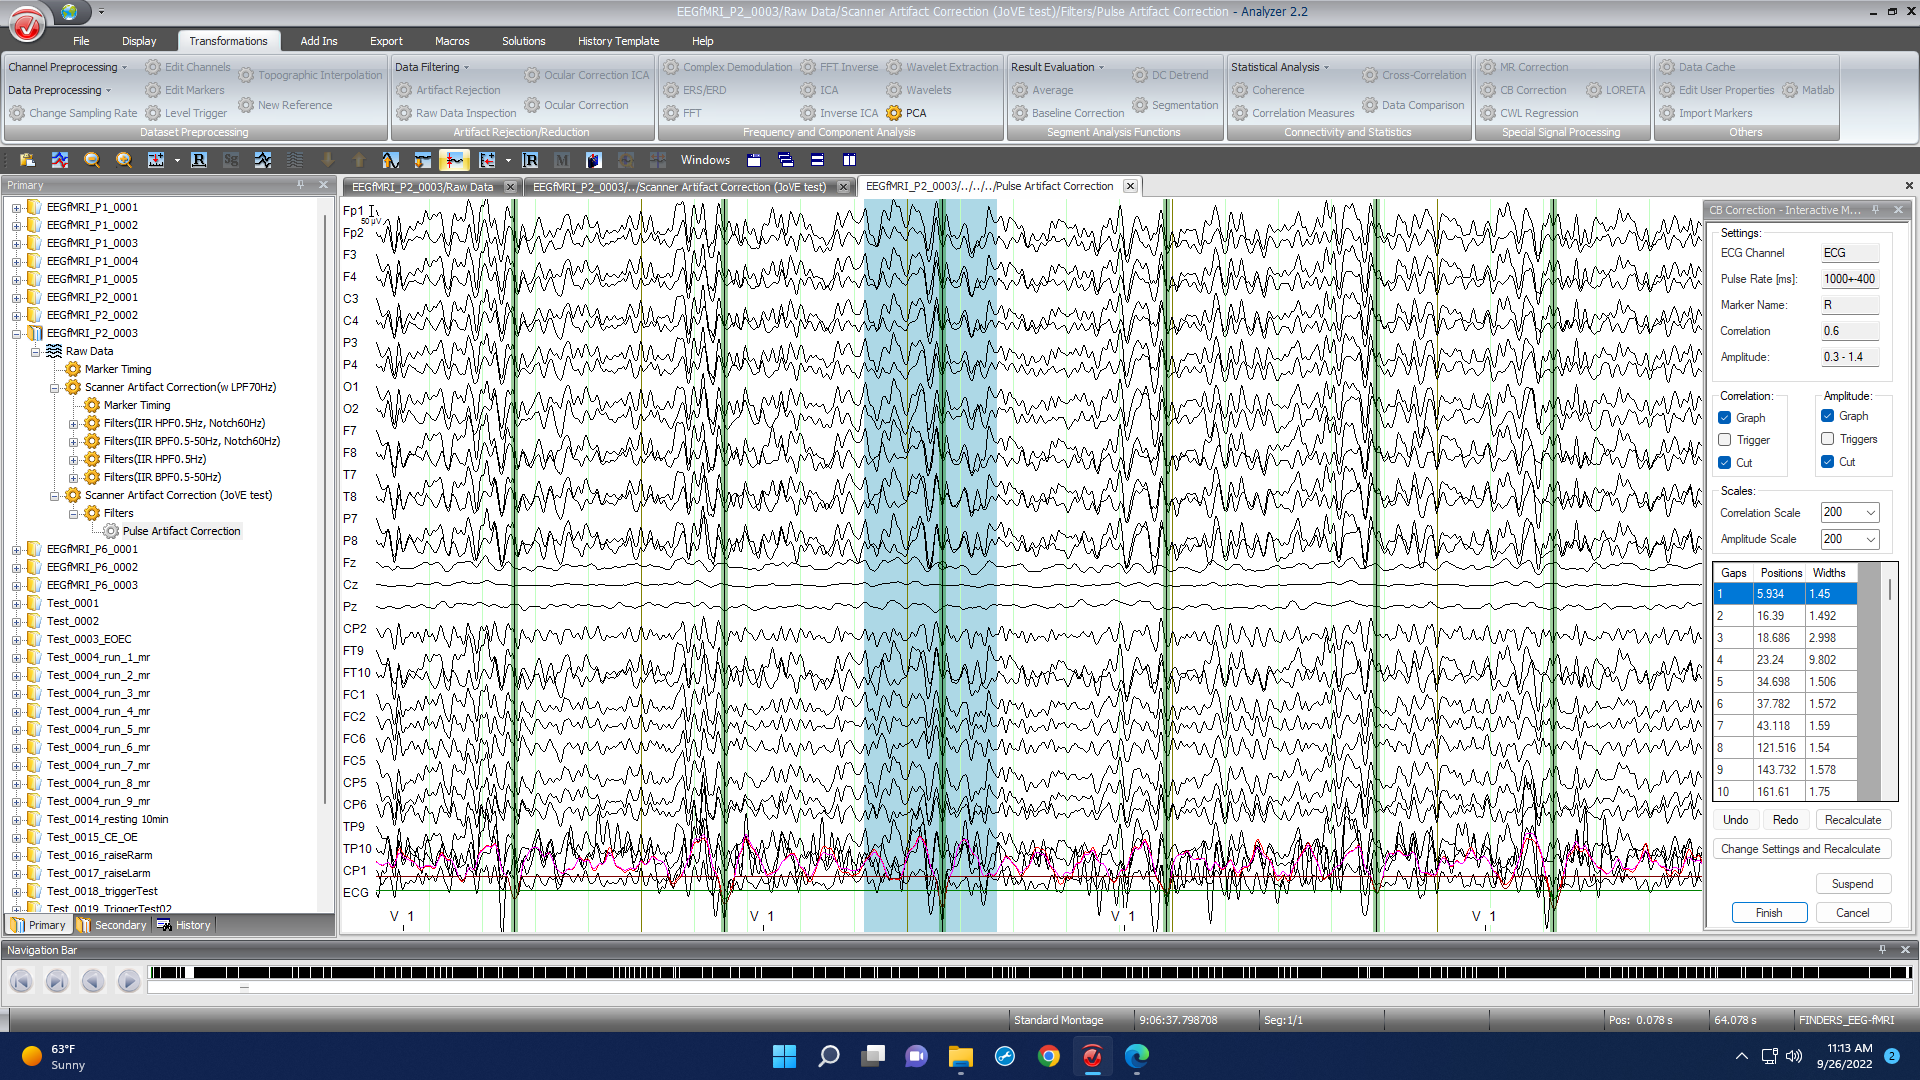 EEGfMRI_P2_0003/Raw Data/Scanner Artifact Correction (JoVE test)/Filters/Pulse Artifact Correction - Analyzer 2.2
File Display Transformations Add Ins Export Macros Solutions History Template Help
Channel Preprocessing
Data Preprocessing
Change Sampling Rate
Edit Channels
Edit Markers
Level Trigger
Topographic Interpolation
New Reference
Dataset Preprocessing
Data Filtering
Artifact Rejection
Raw Data Inspection
Ocular Correction ICA
Ocular Correction
Artifact Rejection/Reduction
Complex Demodulation
ERS/ERD
FFT
FFT Inverse
ICA
Inverse ICA
Wavelet Extraction
Wavelets
PCA
Frequency and Component Analysis
Result Evaluation
Average
Baseline Correction
DC Detrend
Segmentation
Segment Analysis Functions
Statistical Analysis
Coherence
Correlation Measures
Cross-Correlation
Data Comparison
Connectivity and Statistics
MR Correction
CB Correction
CWL Regression
LORETA
Special Signal Processing
Data Cache
Edit User Properties
Import Markers
Matlab
Others
R Sg R M Windows
Primary
EEGfMRI_P1_0001
EEGfMRI_P1_0002
EEGfMRI_P1_0003
EEGfMRI_P1_0004
EEGfMRI_P1_0005
EEGfMRI_P2_0001
EEGfMRI_P2_0002
EEGfMRI_P2_0003
Raw Data
Marker Timing
Scanner Artifact Correction(w LPF70Hz)
Marker Timing
Filters(IIR HPF0.5Hz, Notch60Hz)
Filters(IIR BPF0.5-50Hz, Notch60Hz)
Filters(IIR HPF0.5Hz)
Filters(IIR BPF0.5-50Hz)
Scanner Artifact Correction (JoVE test)
Filters
Pulse Artifact Correction
EEGfMRI_P6_0001
EEGfMRI_P6_0002
EEGfMRI_P6_0003
Test_0001
Test_0002
Test_0003_EOEC
Test_0004_run_1_mr
Test_0004_run_2_mr
Test_0004_run_3_mr
Test_0004_run_4_mr
Test_0004_run_5_mr
Test_0004_run_6_mr
Test_0004_run_7_mr
Test_0004_run_8_mr
Test_0004_run_9_mr
Test_0014_resting 10min
Test_0015_CE_OE
Test_0016_raiseRarm
Test_0017_raiseLarm
Test_0018_triggerTest
Test_0019_TriggerTest02
Primary Secondary History
EEGfMRI_P2_0003/Raw Data
EEGfMRI_P2_0003/../Scanner Artifact Correction (JoVE test)
EEGfMRI_P2_0003/../../../Pulse Artifact Correction
Fp1
50 µV
Fp2
F3
F4
C3
C4
P3
P4
O1
O2
F7
F8
T7
T8
P7
P8
Fz
Cz
Pz
CP2
FT9
FT10
FC1
FC2
FC6
FC5
CP5
CP6
TP9
TP10
CP1
ECG
V 1 V 1 V 1 V 1
CB Correction - Interactive M...
Settings:
ECG Channel ECG
Pulse Rate [ms]: 1000+-400
Marker Name: R
Correlation 0.6
Amplitude: 0.3 - 1.4
Correlation: Amplitude:
Graph Graph
Trigger Triggers
Cut Cut
Scales:
Correlation Scale 200
Amplitude Scale 200
Gaps Positions Widths
1 5.934 1.45
2 16.39 1.492
3 18.686 2.998
4 23.24 9.802
5 34.698 1.506
6 37.782 1.572
7 43.118 1.59
8 121.516 1.54
9 143.732 1.578
10 161.61 1.75
Undo Redo Recalculate
Change Settings and Recalculate
Suspend
Finish Cancel
Navigation Bar
Standard Montage 9:06:37.798708 Seg:1/1 Pos: 0.078 s 64.078 s FINDERS_EEG-fMRI
63°F
Sunny
11:13 AM
9/26/2022
2